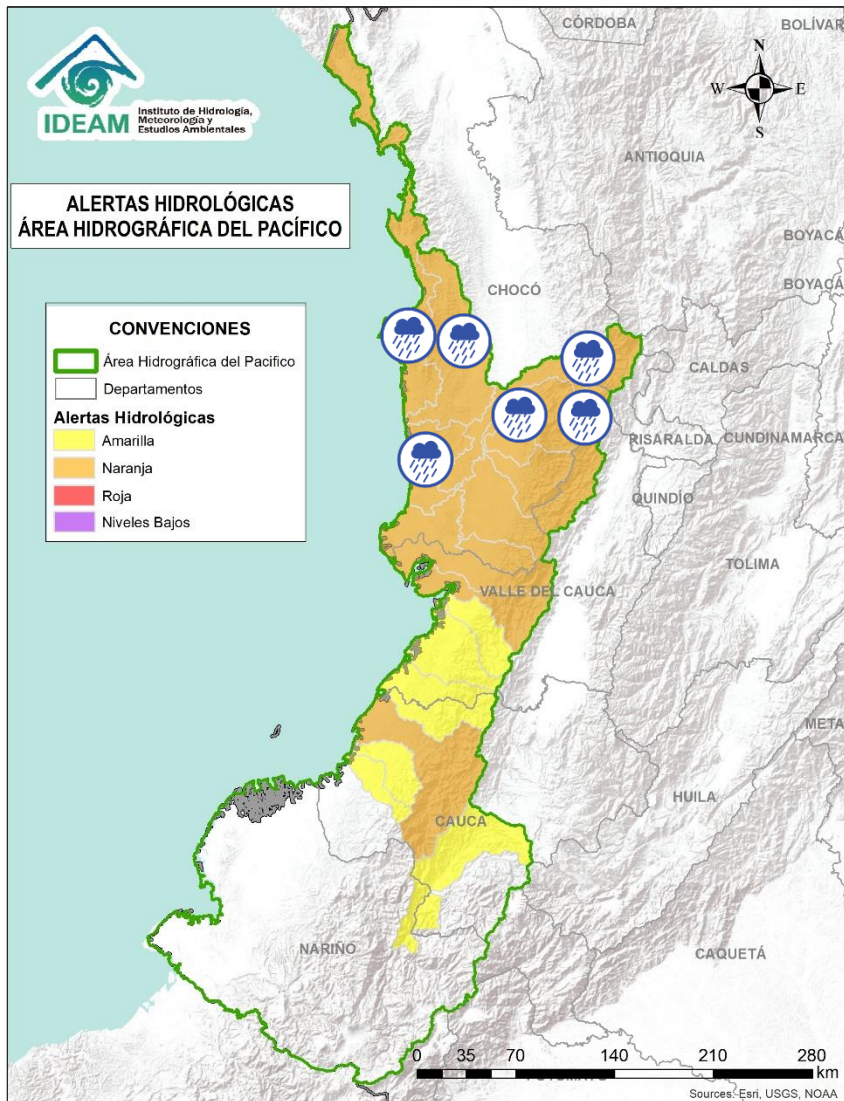 CÓRDOBA
BOLÍVAR
N
W
E
S
IDEAM
Instituto de Hidrología,
Meteorología y
Estudios Ambientales
ANTIOQUIA
ALERTAS HIDROLÓGICAS
ÁREA HIDROGRÁFICA DEL PACÍFICO
BOYACÁ
BOYACÁ
CHOCÓ
CONVENCIONES
Área Hidrográfica del Pacifico
Departamentos
Alertas Hidrológicas
Amarilla
Naranja
Roja
Niveles Bajos
CALDAS
RISARALDA
CUNDINAMARCA
QUINDÍO
TOLIMA
VALLE DEL CAUCA
META
HUILA
CAUCA
NARIÑO
CAQUETÁ
0 35 70 140 210 280
km
Sources: Esri, USGS, NOAA